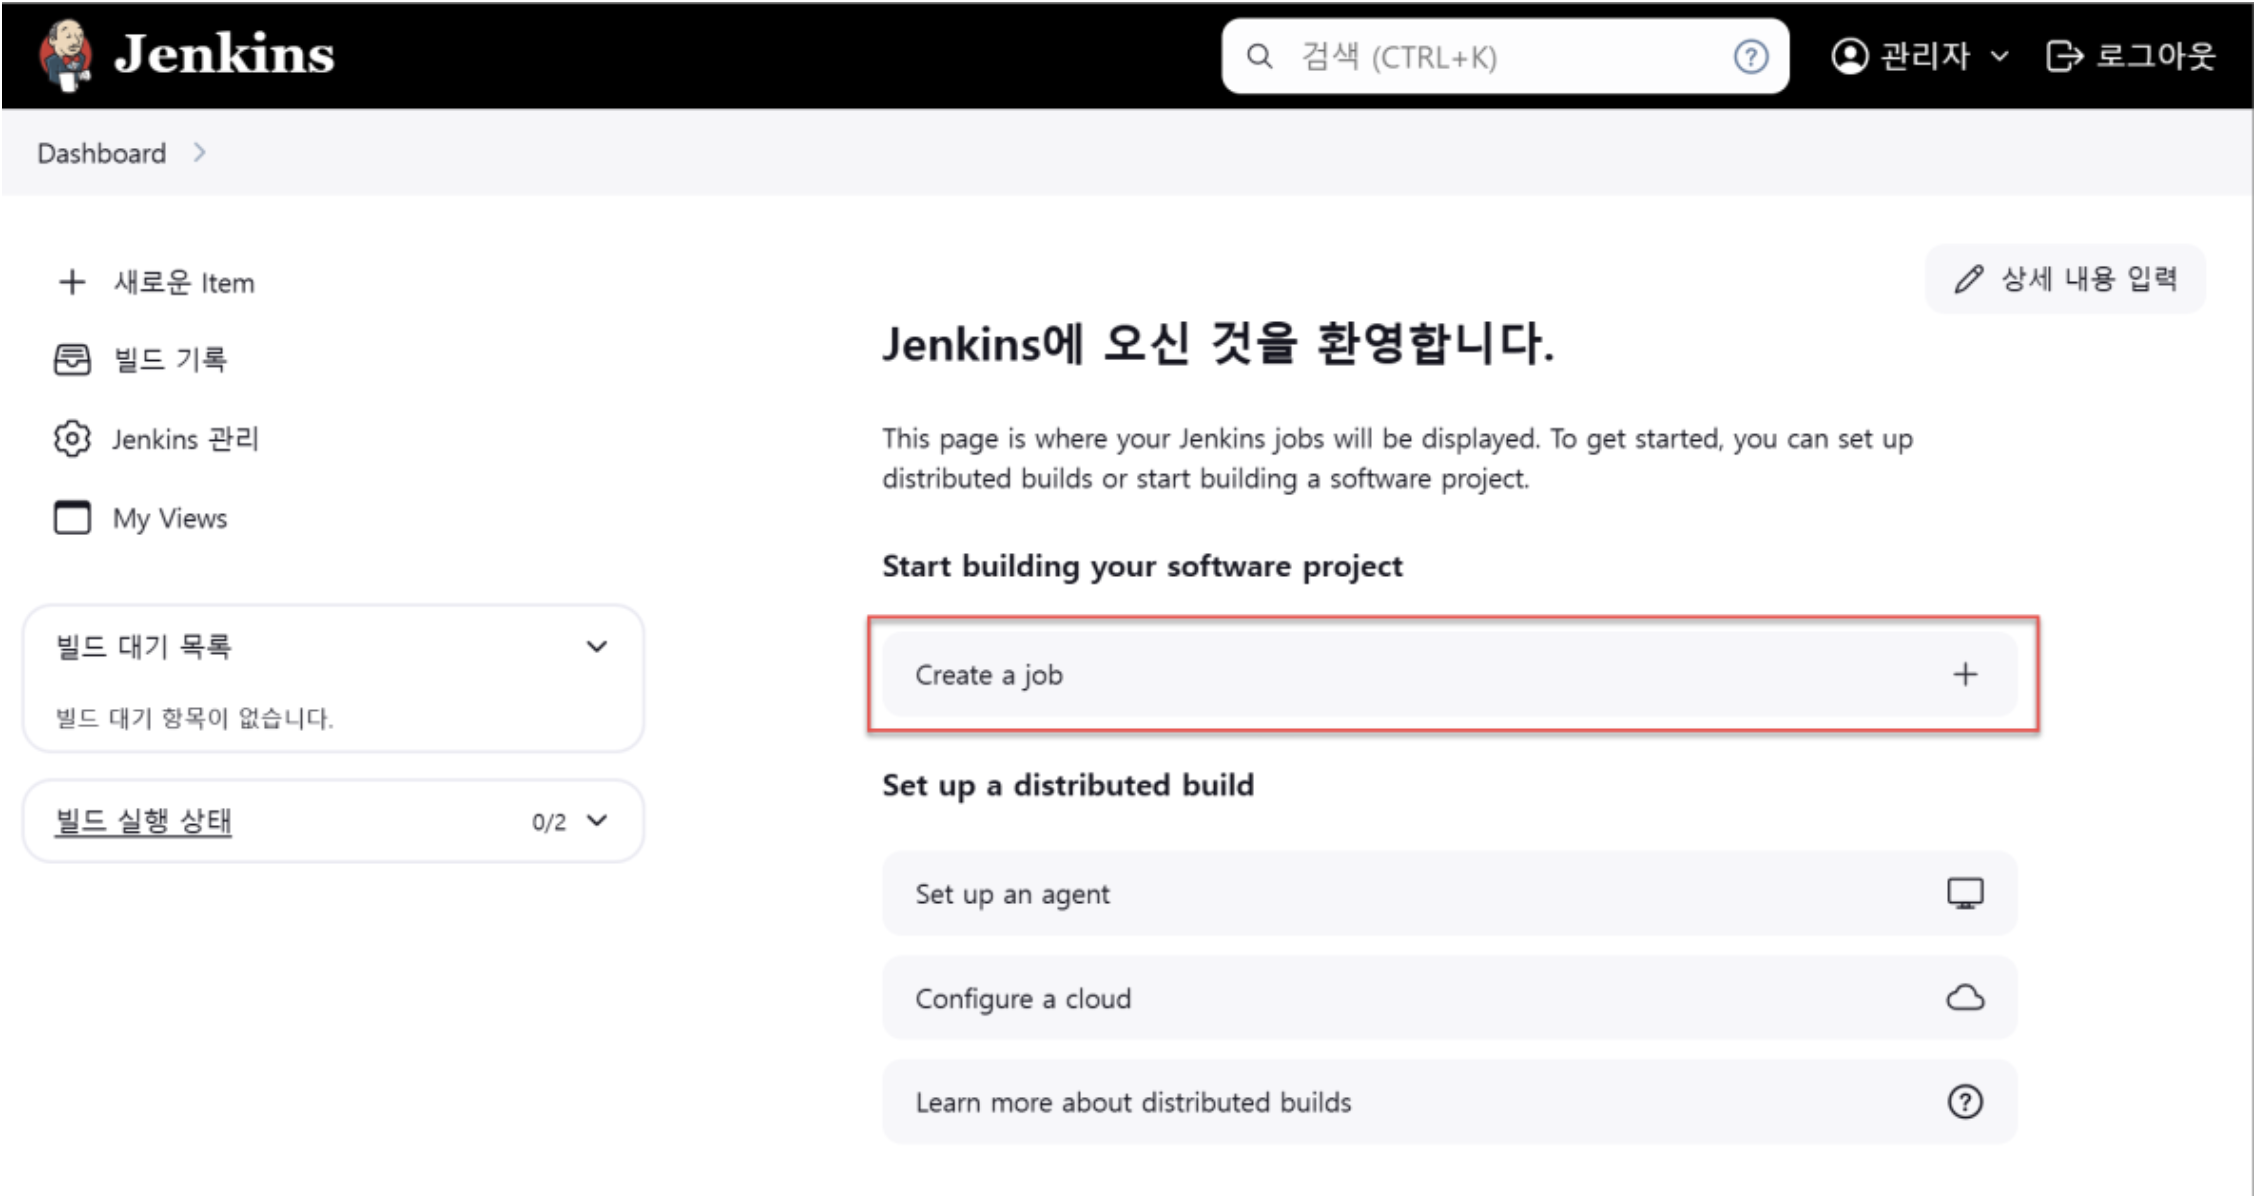 Jenkins
검색 (CTRL+K)
관리자
로그아웃
Dashboard
새로운 Item
빌드 기록
Jenkins 관리
My Views
빌드 대기 목록
빌드 대기 항목이 없습니다.
빌드 실행 상태
0/2
상세 내용 입력
Jenkins에 오신 것을 환영합니다.
This page is where your Jenkins jobs will be displayed. To get started, you can set up
distributed builds or start building a software project.
Start building your software project
Create a job
Set up a distributed build
Set up an agent
Configure a cloud
Learn more about distributed builds